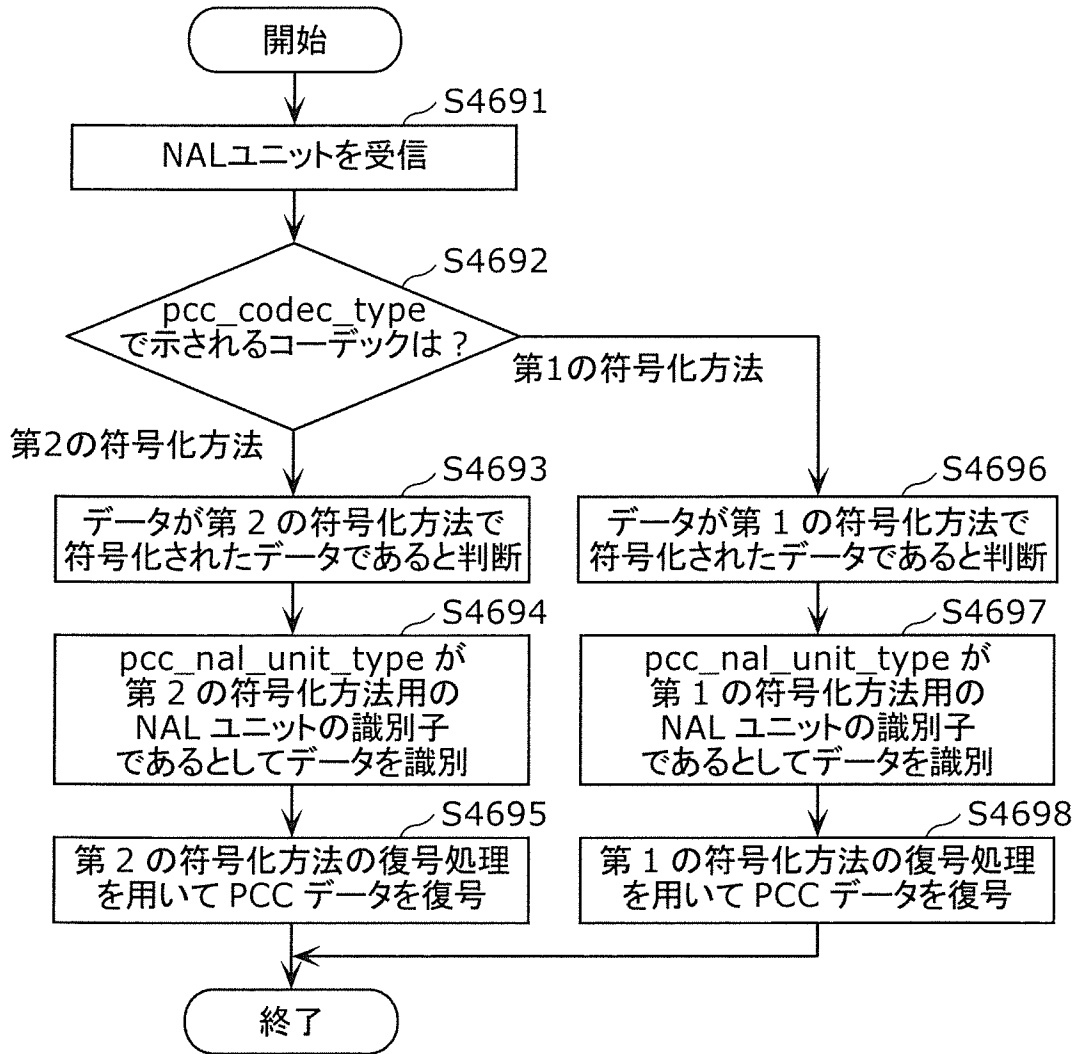 開始
S4691
NALユニットを受信
S4692
pcc_codec_type
で示されるコーデックは?
第1の符号化方法
第2の符号化方法
S4693
データが第2の符号化方法で
符号化されたデータであると判断
S4696
データが第1の符号化方法で
符号化されたデータであると判断
S4694
pcc_nal_unit_type が
第2の符号化方法用の
NAL ユニットの識別子
であるとしてデータを識別
S4697
pcc_nal_unit_type が
第1の符号化方法用の
NAL ユニットの識別子
であるとしてデータを識別
S4695
第2の符号化方法の復号処理
を用いて PCC データを復号
S4698
第1の符号化方法の復号処理
を用いて PCC データを復号
終了